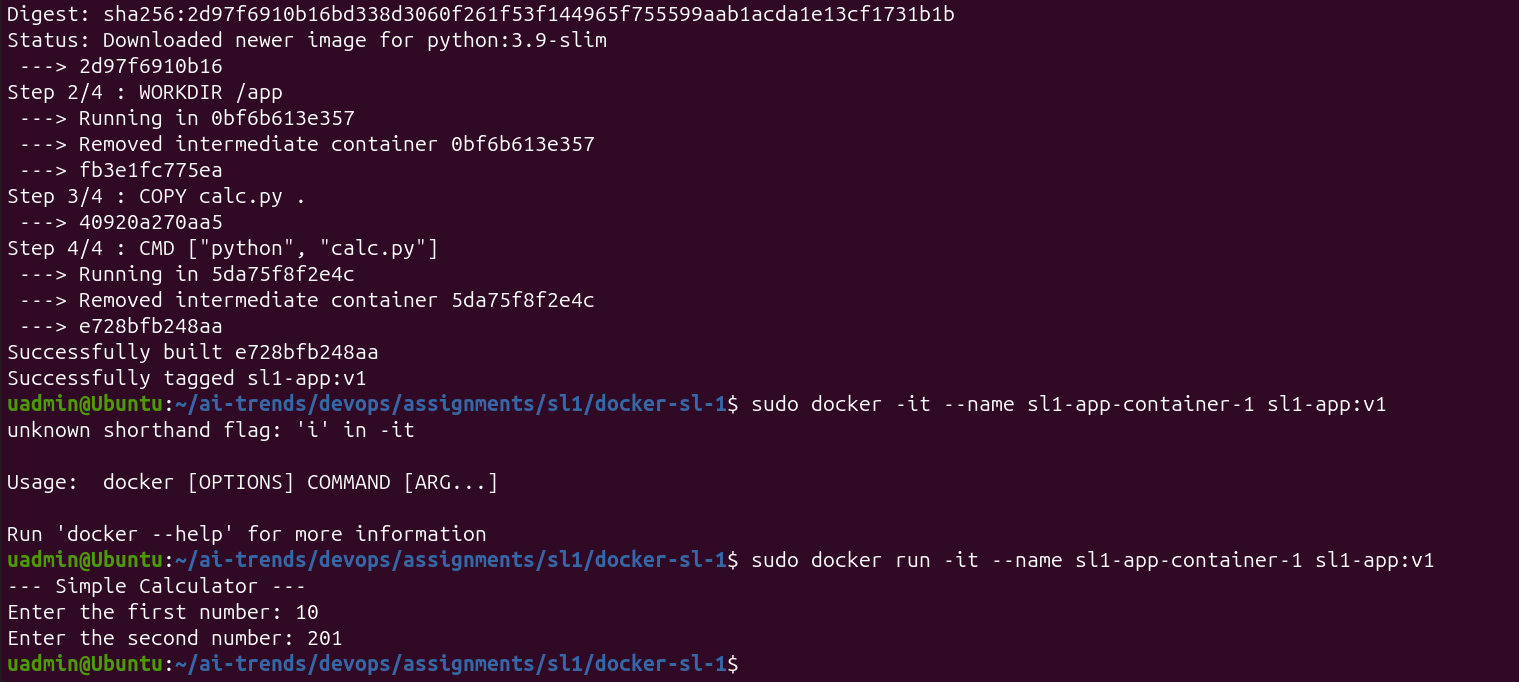 Digest: sha256:2d97f6910b16bd338d3060f261f53f144965f755599aab1acda1e13cf1731b1b
Status: Downloaded newer image for python:3.9-slim
 ---> 2d97f6910b16
Step 2/4 : WORKDIR /app
 ---> Running in 0bf6b613e357
 ---> Removed intermediate container 0bf6b613e357
 ---> fb3e1fc775ea
Step 3/4 : COPY calc.py .
 ---> 40920a270aa5
Step 4/4 : CMD ["python", "calc.py"]
 ---> Running in 5da75f8f2e4c
 ---> Removed intermediate container 5da75f8f2e4c
 ---> e728bfb248aa
Successfully built e728bfb248aa
Successfully tagged sl1-app:v1
uadmin@Ubuntu:~/ai-trends/devops/assignments/sl1/docker-sl-1$ sudo docker -it --name sl1-app-container-1 sl1-app:v1
unknown shorthand flag: 'i' in -it

Usage:  docker [OPTIONS] COMMAND [ARG...]

Run 'docker --help' for more information
uadmin@Ubuntu:~/ai-trends/devops/assignments/sl1/docker-sl-1$ sudo docker run -it --name sl1-app-container-1 sl1-app:v1
--- Simple Calculator ---
Enter the first number: 10
Enter the second number: 201
uadmin@Ubuntu:~/ai-trends/devops/assignments/sl1/docker-sl-1$